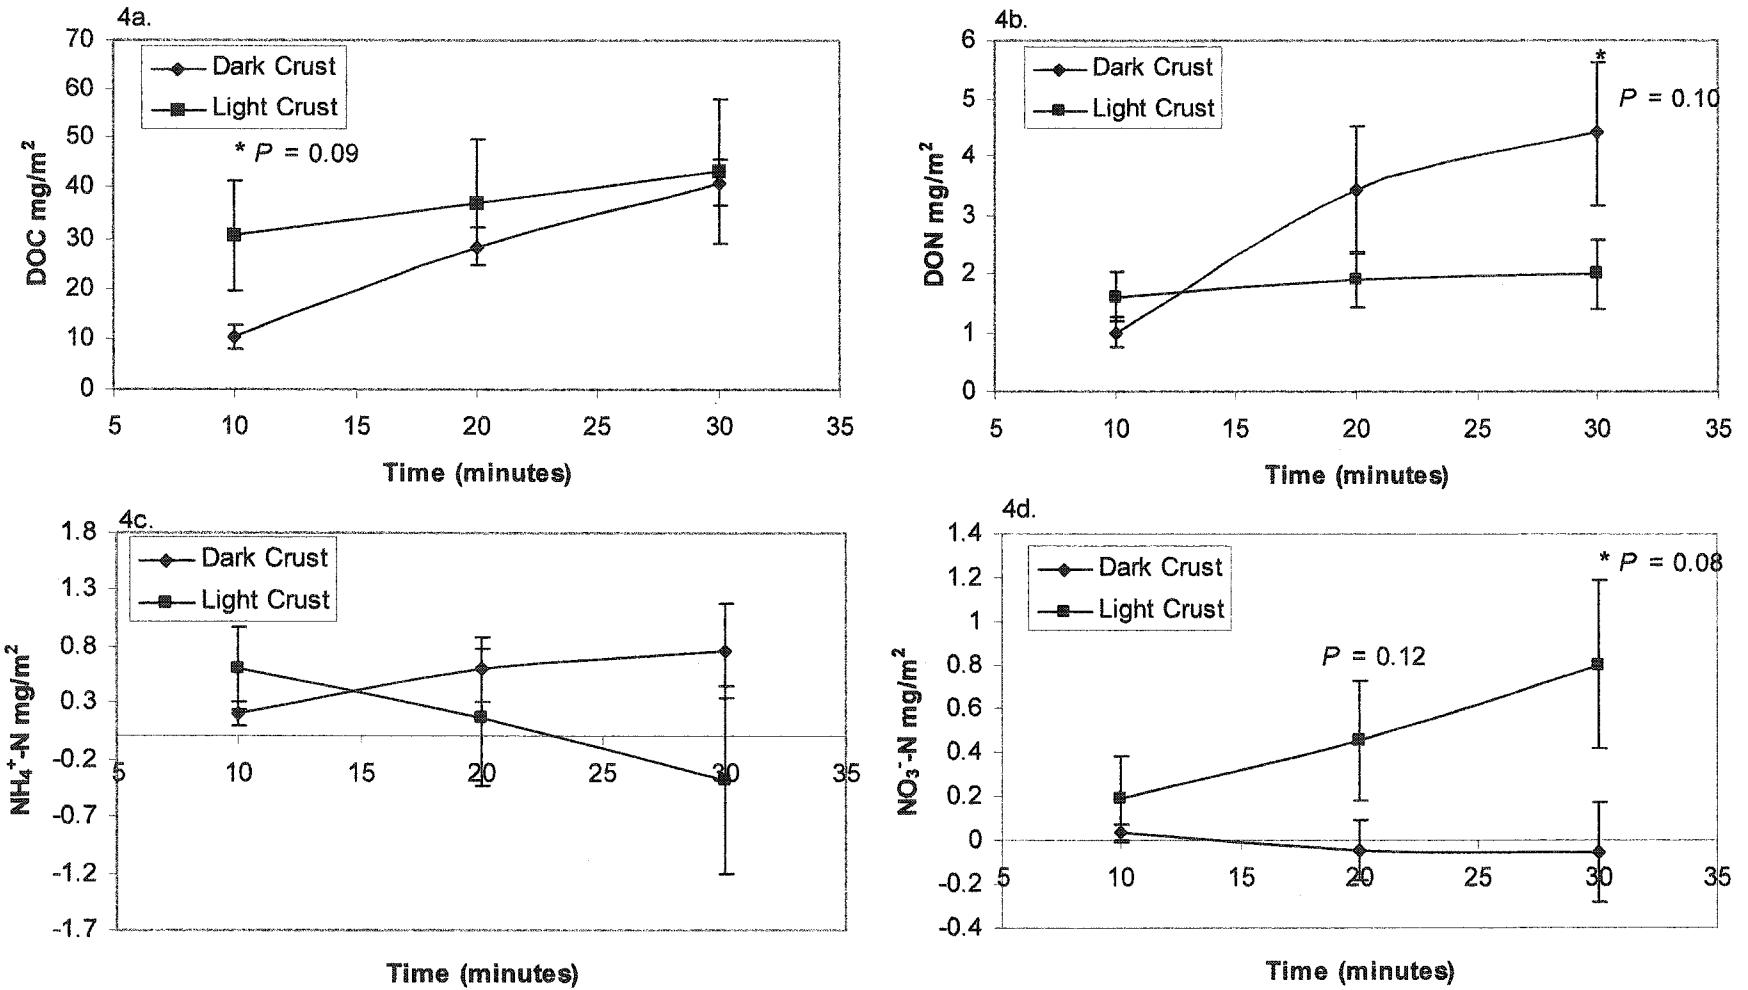 4a.
70
60
50
40
30
20
10
0
DOC mg/m²
Dark Crust
Light Crust
* P = 0.09
5 10 15 20 25 30 35
Time (minutes)
4b.
6
5
4
3
2
1
0
DON mg/m²
Dark Crust
Light Crust
*
P = 0.10
5 10 15 20 25 30 35
Time (minutes)
4c.
1.8
1.3
0.8
0.3
-0.2
-0.7
-1.2
-1.7
NH₄⁺-N mg/m²
Dark Crust
Light Crust
5 10 15 20 25 30 35
Time (minutes)
4d.
1.4
1.2
1
0.8
0.6
0.4
0.2
0
-0.2
-0.4
NO₃⁻-N mg/m²
Dark Crust
Light Crust
* P = 0.08
P = 0.12
5 10 15 20 25 30 35
Time (minutes)